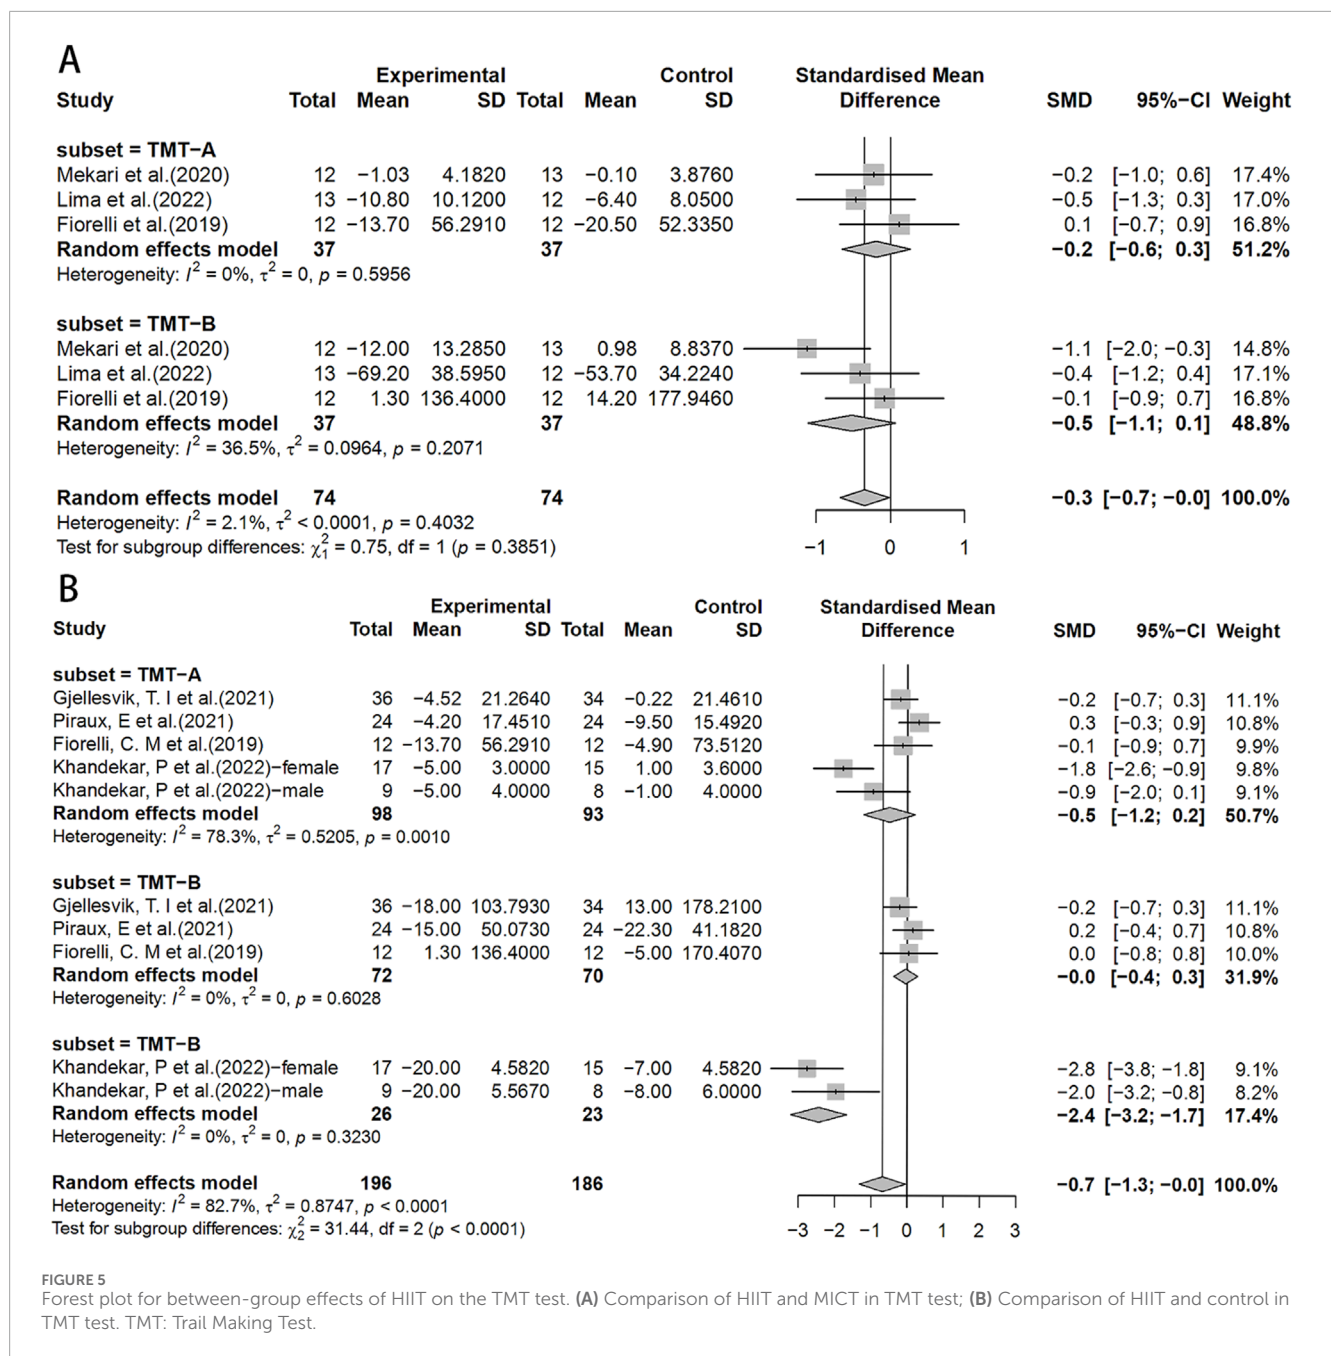 A
Experimental Control Standardised Mean
Study Total Mean SD Total Mean SD Difference SMD 95%−CI Weight
subset = TMT−A
Mekari et al.(2020) 12 −1.03 4.1820 13 −0.10 3.8760 −0.2 [−1.0; 0.6] 17.4%
Lima et al.(2022) 13 −10.80 10.1200 12 −6.40 8.0500 −0.5 [−1.3; 0.3] 17.0%
Fiorelli et al.(2019) 12 −13.70 56.2910 12 −20.50 52.3350 0.1 [−0.7; 0.9] 16.8%
Random effects model 37 37 −0.2 [−0.6; 0.3] 51.2%
Heterogeneity: I² = 0%, τ² = 0, p = 0.5956
subset = TMT−B
Mekari et al.(2020) 12 −12.00 13.2850 13 0.98 8.8370 −1.1 [−2.0; −0.3] 14.8%
Lima et al.(2022) 13 −69.20 38.5950 12 −53.70 34.2240 −0.4 [−1.2; 0.4] 17.1%
Fiorelli et al.(2019) 12 1.30 136.4000 12 14.20 177.9460 −0.1 [−0.9; 0.7] 16.8%
Random effects model 37 37 −0.5 [−1.1; 0.1] 48.8%
Heterogeneity: I² = 36.5%, τ² = 0.0964, p = 0.2071
Random effects model 74 74 −0.3 [−0.7; −0.0] 100.0%
Heterogeneity: I² = 2.1%, τ² < 0.0001, p = 0.4032
Test for subgroup differences: χ²₁ = 0.75, df = 1 (p = 0.3851) −1 0 1
B
Experimental Control Standardised Mean
Study Total Mean SD Total Mean SD Difference SMD 95%−CI Weight
subset = TMT−A
Gjellesvik, T. I et al.(2021) 36 −4.52 21.2640 34 −0.22 21.4610 −0.2 [−0.7; 0.3] 11.1%
Piraux, E et al.(2021) 24 −4.20 17.4510 24 −9.50 15.4920 0.3 [−0.3; 0.9] 10.8%
Fiorelli, C. M et al.(2019) 12 −13.70 56.2910 12 −4.90 73.5120 −0.1 [−0.9; 0.7] 9.9%
Khandekar, P et al.(2022)−female 17 −5.00 3.0000 15 1.00 3.6000 −1.8 [−2.6; −0.9] 9.8%
Khandekar, P et al.(2022)−male 9 −5.00 4.0000 8 −1.00 4.0000 −0.9 [−2.0; 0.1] 9.1%
Random effects model 98 93 −0.5 [−1.2; 0.2] 50.7%
Heterogeneity: I² = 78.3%, τ² = 0.5205, p = 0.0010
subset = TMT−B
Gjellesvik, T. I et al.(2021) 36 −18.00 103.7930 34 13.00 178.2100 −0.2 [−0.7; 0.3] 11.1%
Piraux, E et al.(2021) 24 −15.00 50.0730 24 −22.30 41.1820 0.2 [−0.4; 0.7] 10.8%
Fiorelli, C. M et al.(2019) 12 1.30 136.4000 12 −5.00 170.4070 0.0 [−0.8; 0.8] 10.0%
Random effects model 72 70 −0.0 [−0.4; 0.3] 31.9%
Heterogeneity: I² = 0%, τ² = 0, p = 0.6028
subset = TMT−B
Khandekar, P et al.(2022)−female 17 −20.00 4.5820 15 −7.00 4.5820 −2.8 [−3.8; −1.8] 9.1%
Khandekar, P et al.(2022)−male 9 −20.00 5.5670 8 −8.00 6.0000 −2.0 [−3.2; −0.8] 8.2%
Random effects model 26 23 −2.4 [−3.2; −1.7] 17.4%
Heterogeneity: I² = 0%, τ² = 0, p = 0.3230
Random effects model 196 186 −0.7 [−1.3; −0.0] 100.0%
Heterogeneity: I² = 82.7%, τ² = 0.8747, p < 0.0001
Test for subgroup differences: χ²₂ = 31.44, df = 2 (p < 0.0001) −3 −2 −1 0 1 2 3
FIGURE 5
Forest plot for between-group effects of HIIT on the TMT test. (A) Comparison of HIIT and MICT in TMT test; (B) Comparison of HIIT and control in
TMT test. TMT: Trail Making Test.